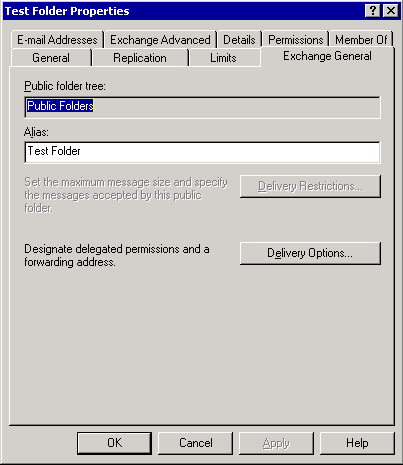 Test Folder Properties
E-mail Addresses Exchange Advanced Details Permissions Member Of
General Replication Limits Exchange General
Public folder tree:
Public Folders
Alias:
Test Folder
Set the maximum message size and specify
the messages accepted by this public
folder.
Delivery Restrictions...
Designate delegated permissions and a
forwarding address.
Delivery Options...
OK Cancel Apply Help